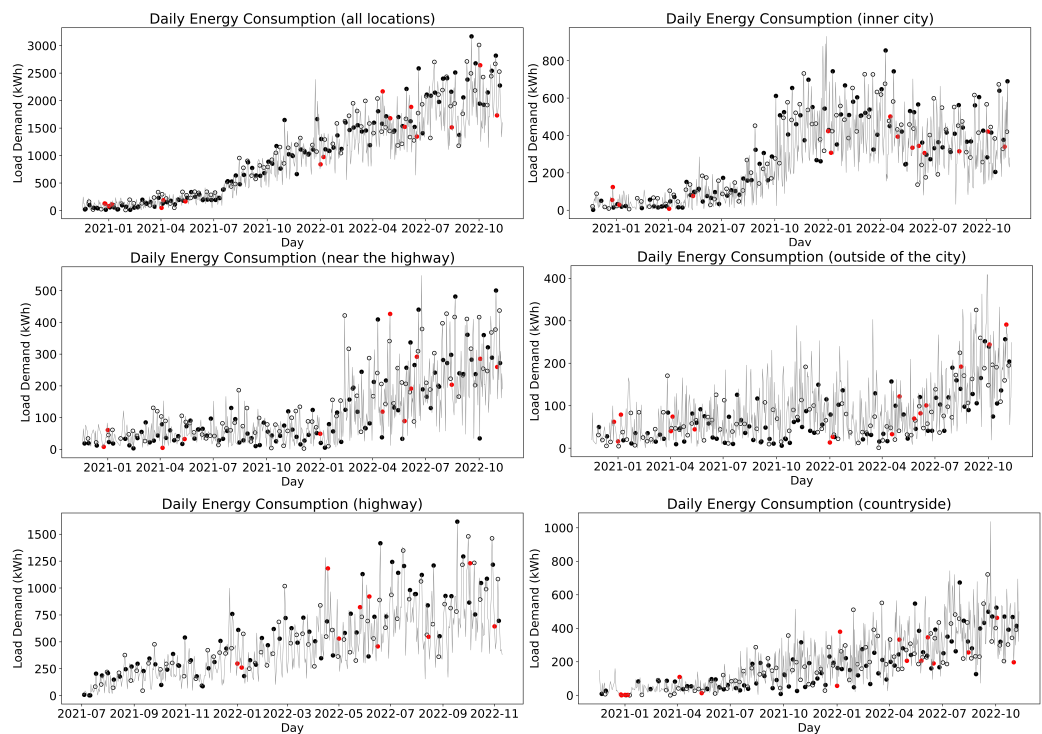 Daily Energy Consumption (all locations)
Load Demand (kWh)
3000
2500
2000
1500
1000
500
0
2021-01 2021-04 2021-07 2021-10 2022-01 2022-04 2022-07 2022-10
Day
Daily Energy Consumption (inner city)
Load Demand (kWh)
800
600
400
200
0
2021-01 2021-04 2021-07 2021-10 2022-01 2022-04 2022-07 2022-10
Day
Daily Energy Consumption (near the highway)
Load Demand (kWh)
500
400
300
200
100
0
2021-01 2021-04 2021-07 2021-10 2022-01 2022-04 2022-07 2022-10
Day
Daily Energy Consumption (outside of the city)
Load Demand (kWh)
400
300
200
100
0
2021-01 2021-04 2021-07 2021-10 2022-01 2022-04 2022-07 2022-10
Day
Daily Energy Consumption (highway)
Load Demand (kWh)
1500
1250
1000
750
500
250
0
2021-07 2021-09 2021-11 2022-01 2022-03 2022-05 2022-07 2022-09 2022-11
Day
Daily Energy Consumption (countryside)
Load Demand (kWh)
1000
800
600
400
200
0
2021-01 2021-04 2021-07 2021-10 2022-01 2022-04 2022-07 2022-10
Day